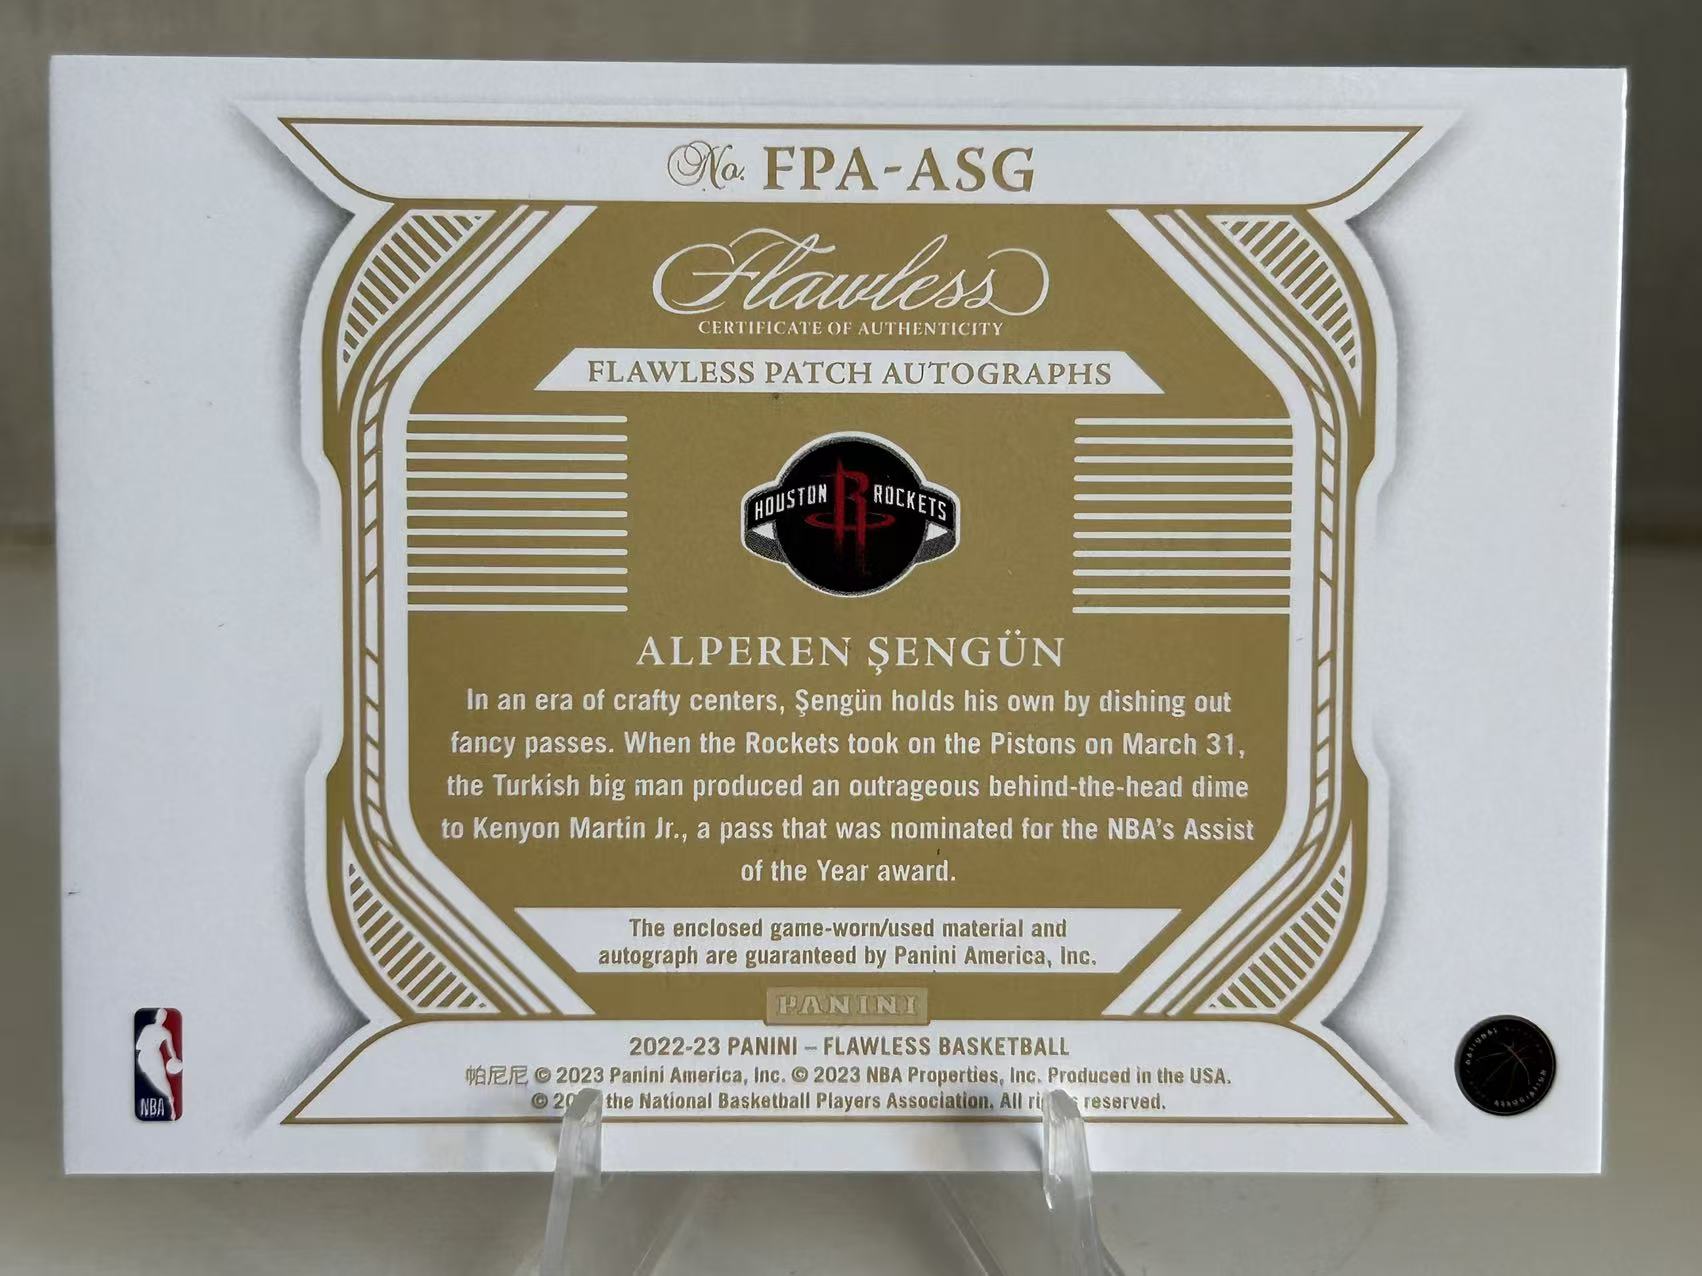 No. FPA-ASG
Flawless
CERTIFICATE OF AUTHENTICITY
FLAWLESS PATCH AUTOGRAPHS
HOUSTON ROCKETS
ALPEREN ŞENGÜN
In an era of crafty centers, Şengün holds his own by dishing out
fancy passes. When the Rockets took on the Pistons on March 31,
the Turkish big man produced an outrageous behind-the-head dime
to Kenyon Martin Jr., a pass that was nominated for the NBA's Assist
of the Year award.
The enclosed game-worn/used material and
autograph are guaranteed by Panini America, Inc.
PANINI
2022-23 PANINI – FLAWLESS BASKETBALL
帕尼尼 © 2023 Panini America, Inc. © 2023 NBA Properties, Inc. Produced in the USA.
© the National Basketball Players Association. All reserved.
NBA